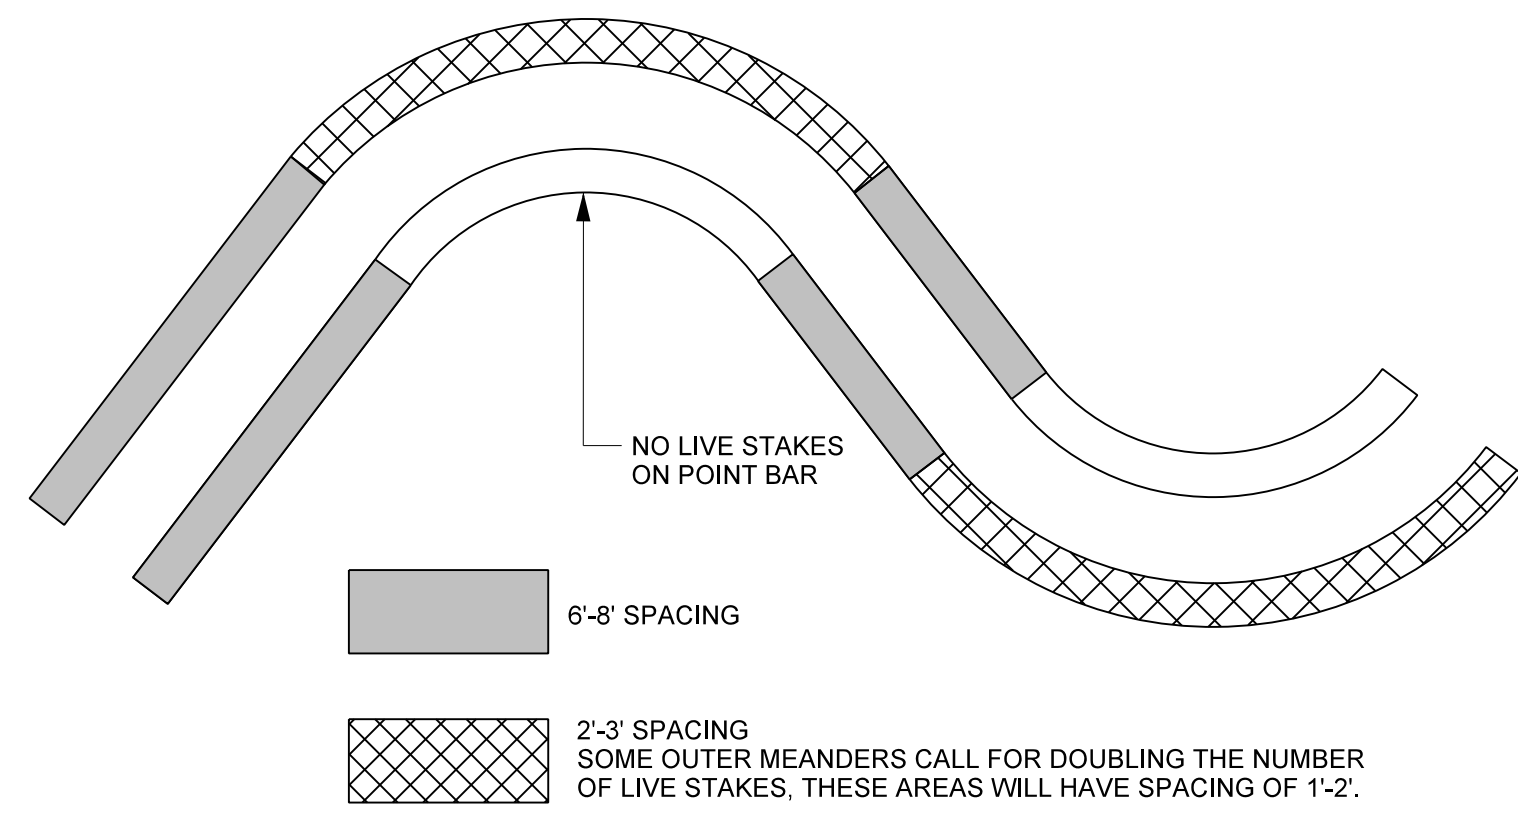 NO LIVE STAKES
ON POINT BAR
6'-8' SPACING
2'-3' SPACING
SOME OUTER MEANDERS CALL FOR DOUBLING THE NUMBER
OF LIVE STAKES, THESE AREAS WILL HAVE SPACING OF 1'-2'.